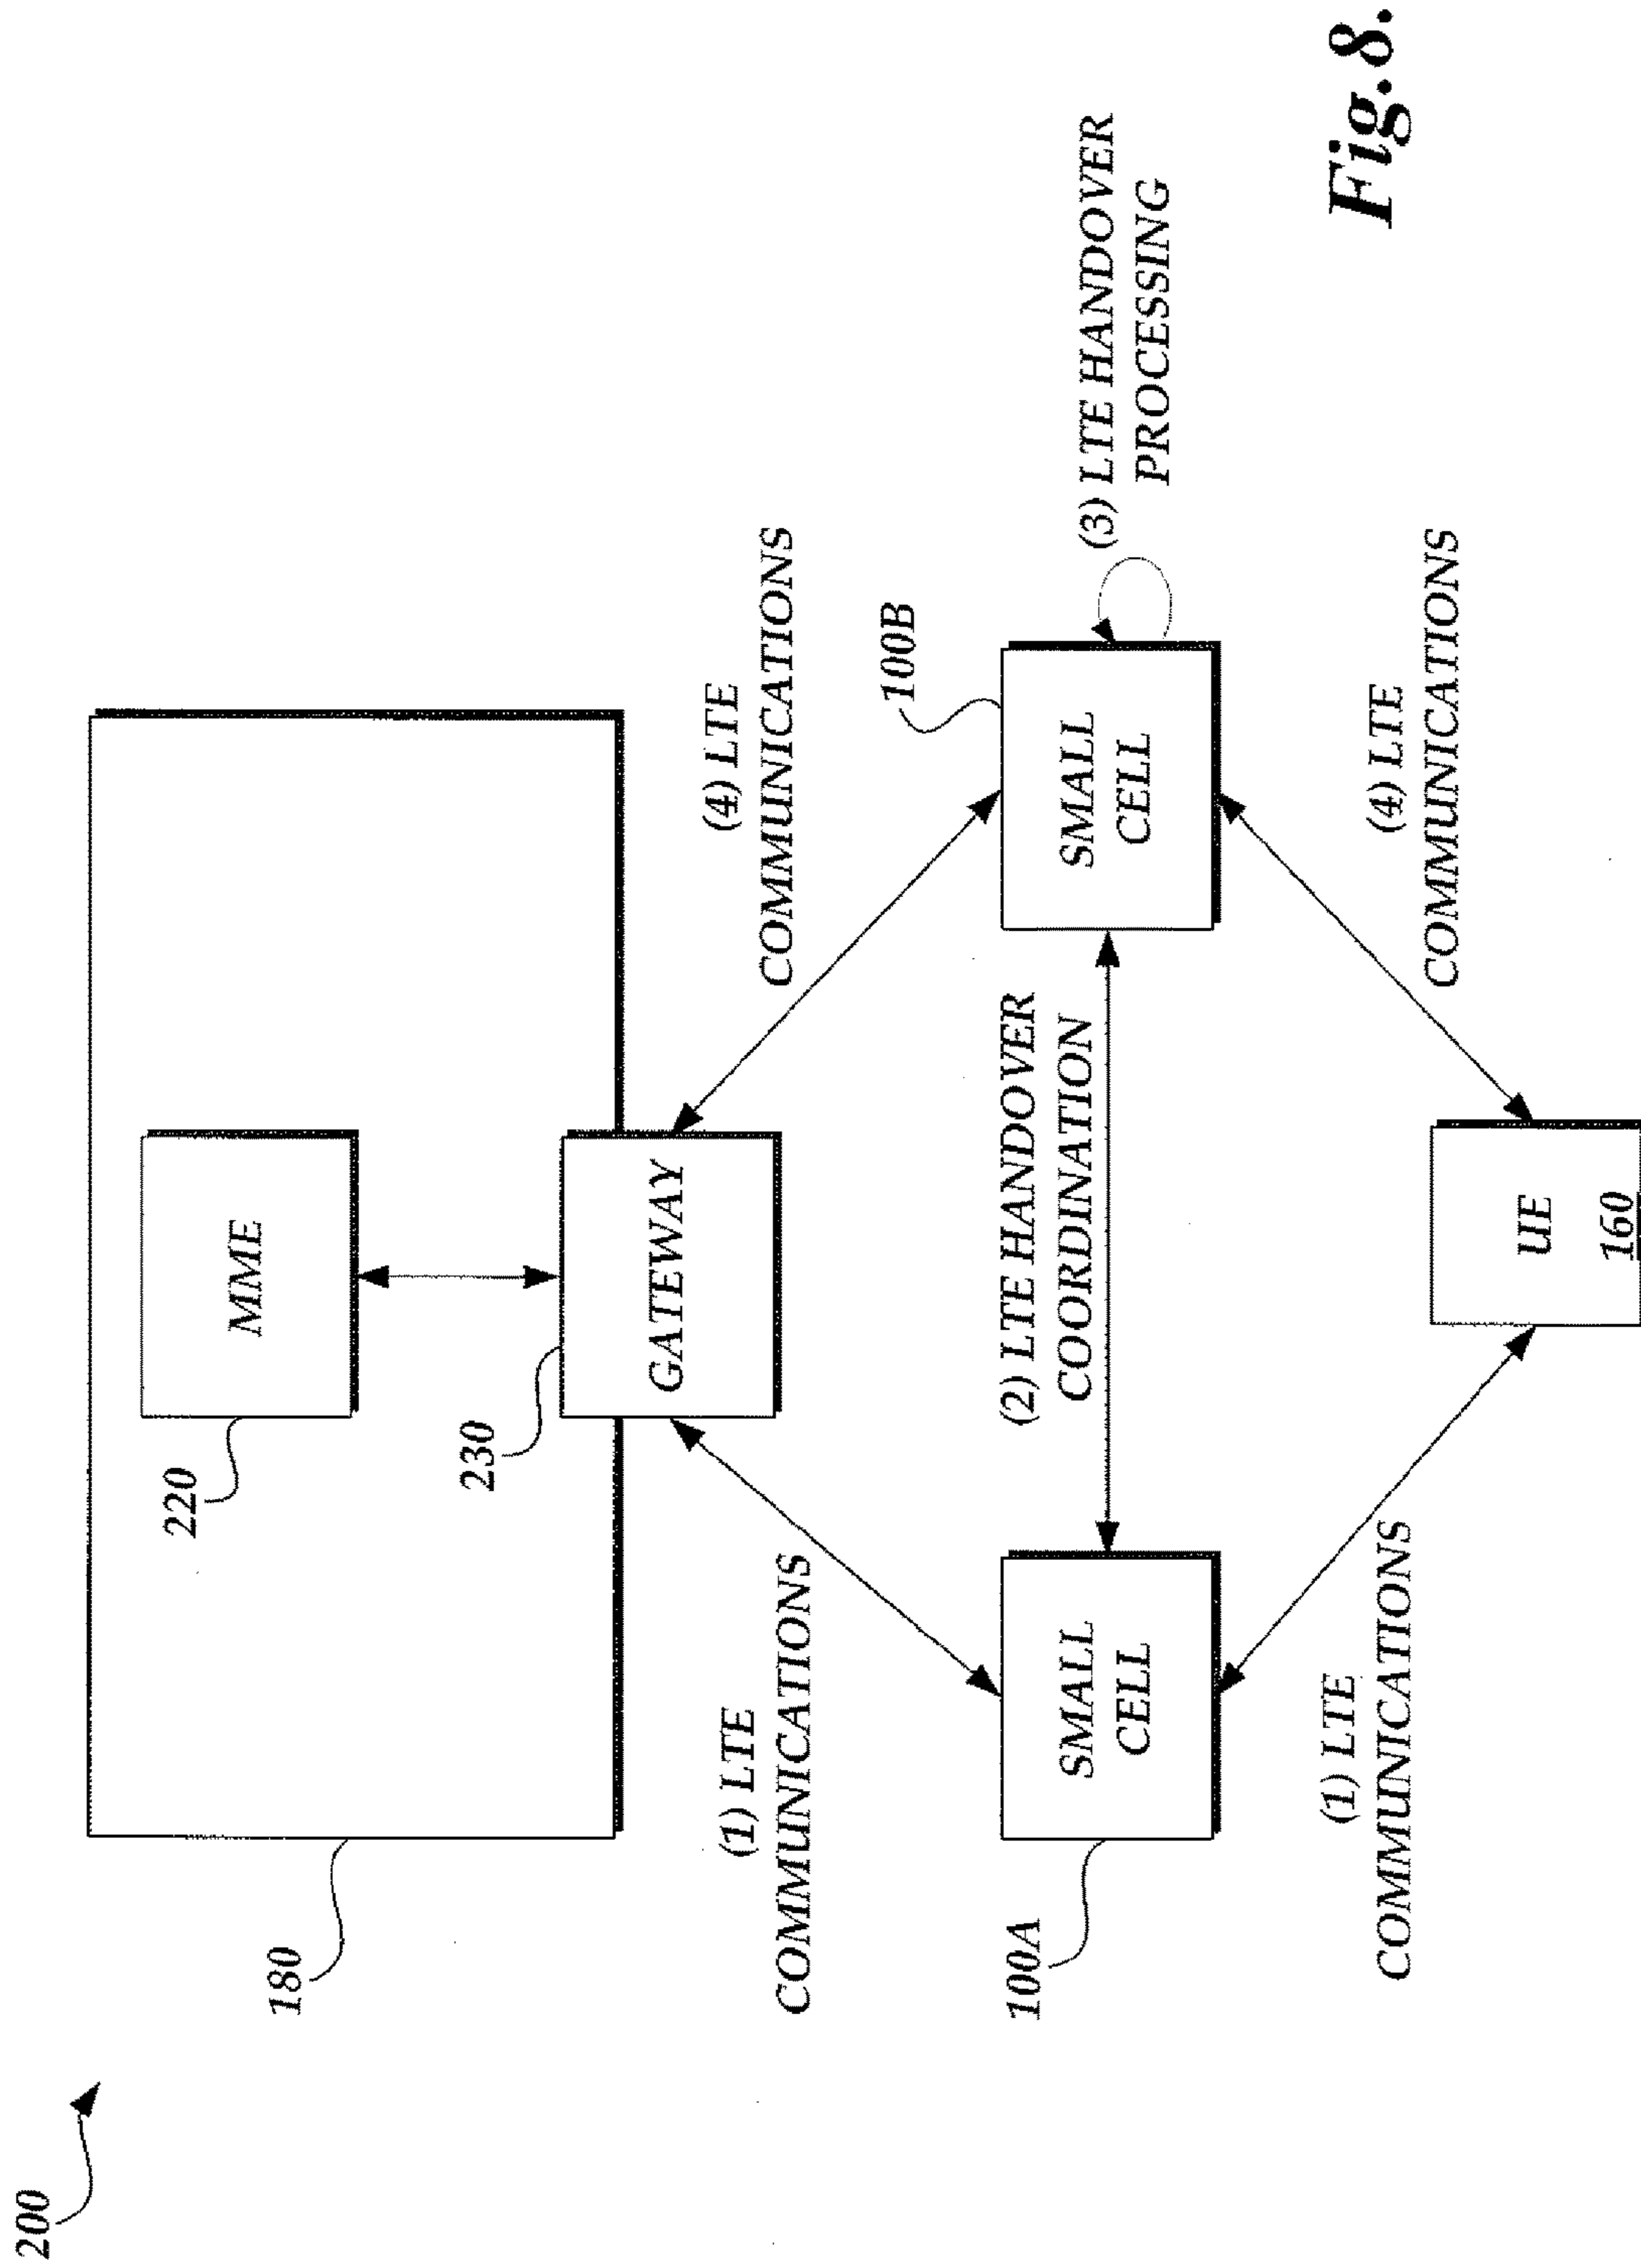 200
180
220
MME
230
GATEWAY
(1) LTE
COMMUNICATIONS
(4) LTE
COMMUNICATIONS
100A
SMALL
CELL
(2) LTE HANDOVER
COORDINATION
100B
SMALL
CELL
(3) LTE HANDOVER
PROCESSING
(1) LTE
COMMUNICATIONS
(4) LTE
COMMUNICATIONS
UE
160
Fig.8.